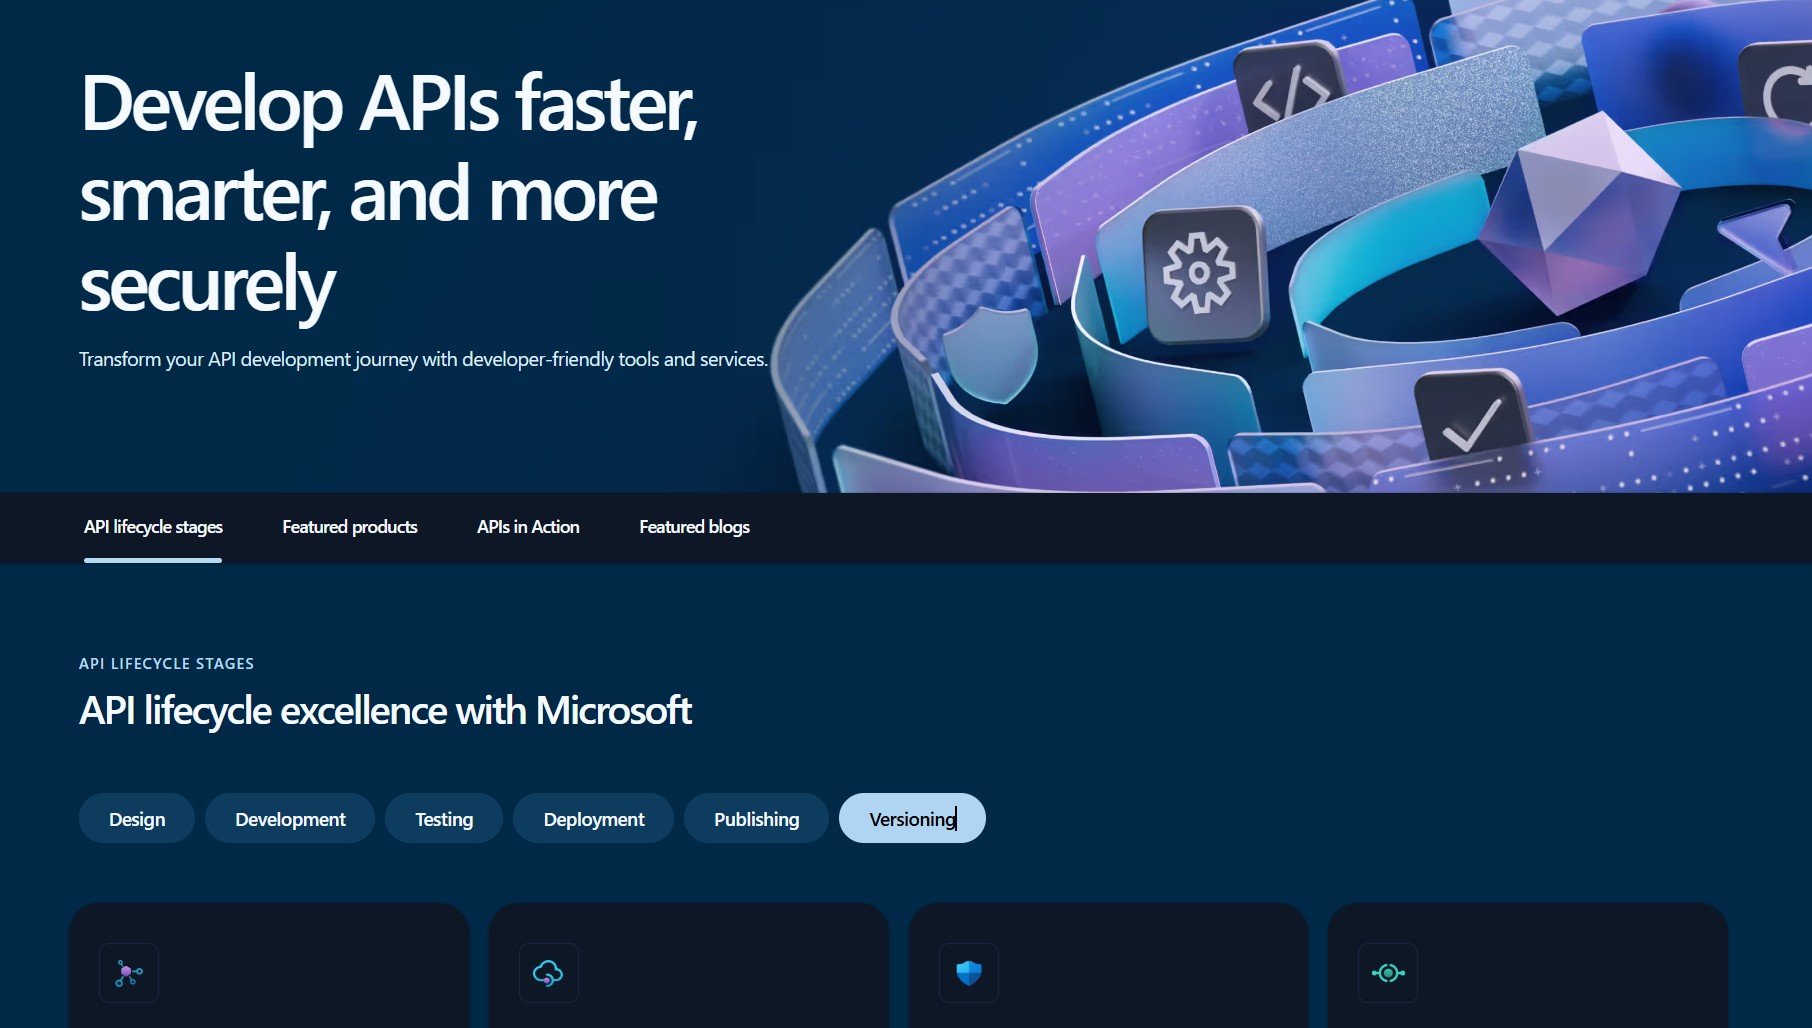 Develop APIs faster,
smarter, and more
securely
Transform your API development journey with developer-friendly tools and services.
API lifecycle stages
Featured products
APIs in Action
Featured blogs
API LIFECYCLE STAGES
API lifecycle excellence with Microsoft
Design
Development
Testing
Deployment
Publishing
Versioning